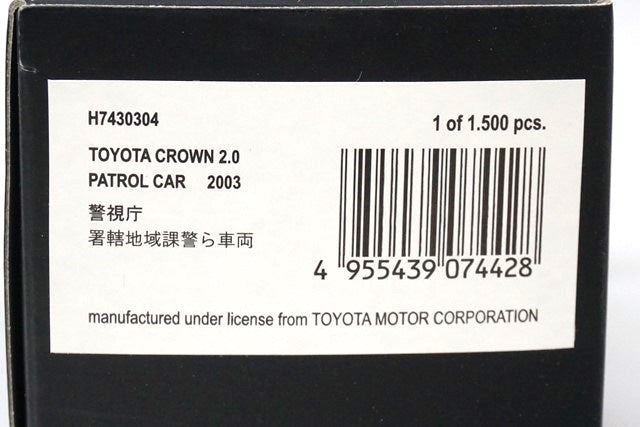 H7430304
1 of 1.500 pcs.
TOYOTA CROWN 2.0
PATROL CAR 2003
警視庁
署轄地域課警ら車両
4 955439 074428
manufactured under license from TOYOTA MOTOR CORPORATION